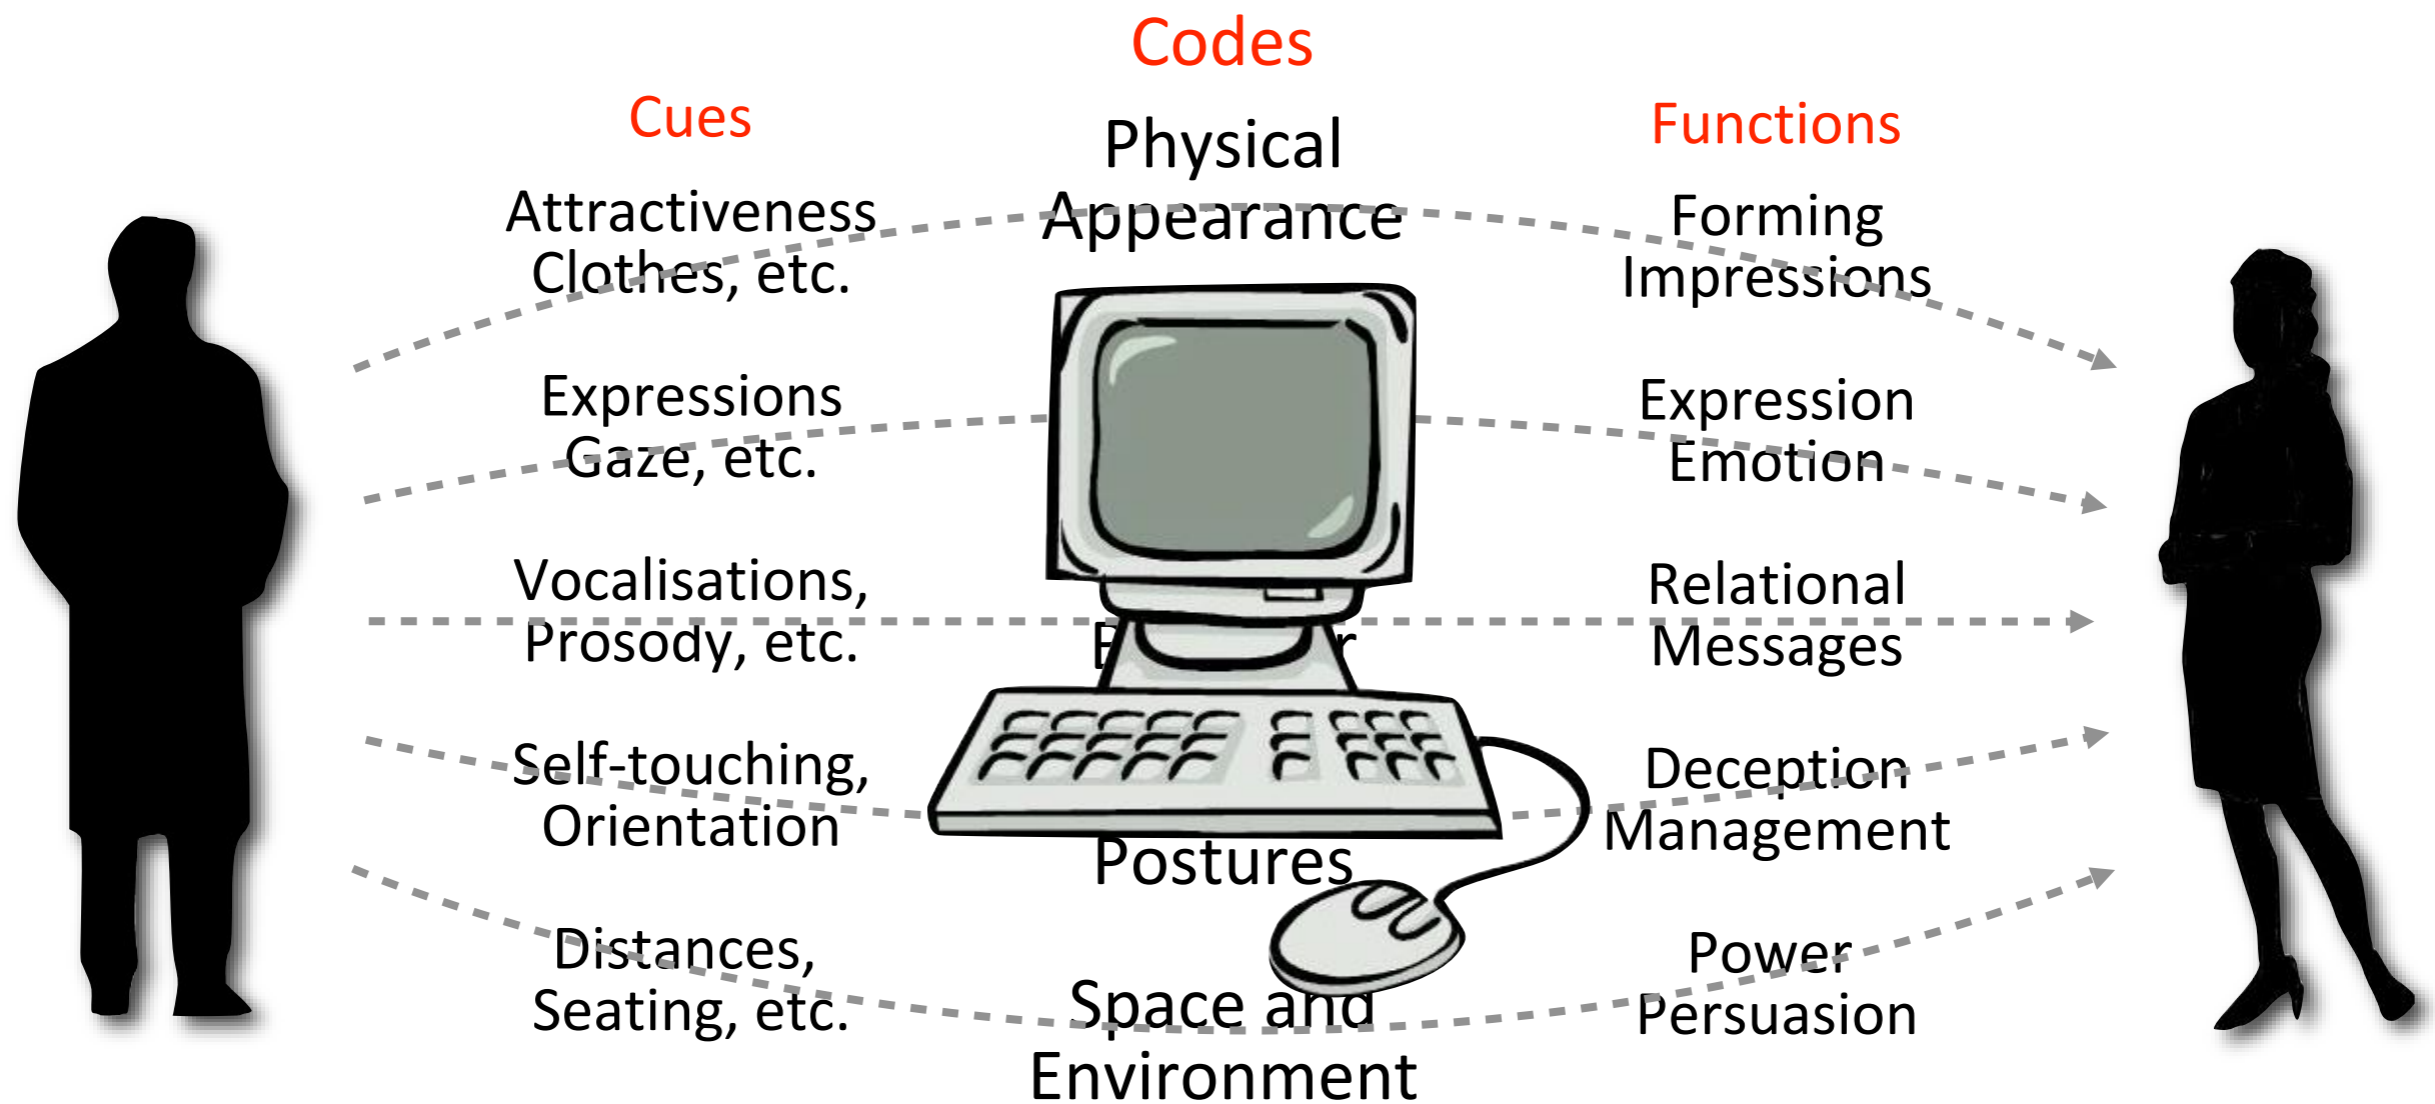 Codes
Cues
Functions
Physical
Appearance
Attractiveness
Clothes, etc.
Forming
Impressions
Expressions
Gaze, etc.
Expression
Emotion
Vocalisations,
Prosody, etc.
Relational
Messages
Self-touching,
Orientation
Postures
Deception
Management
Distances,
Seating, etc.
Space and
Environment
Power
Persuasion